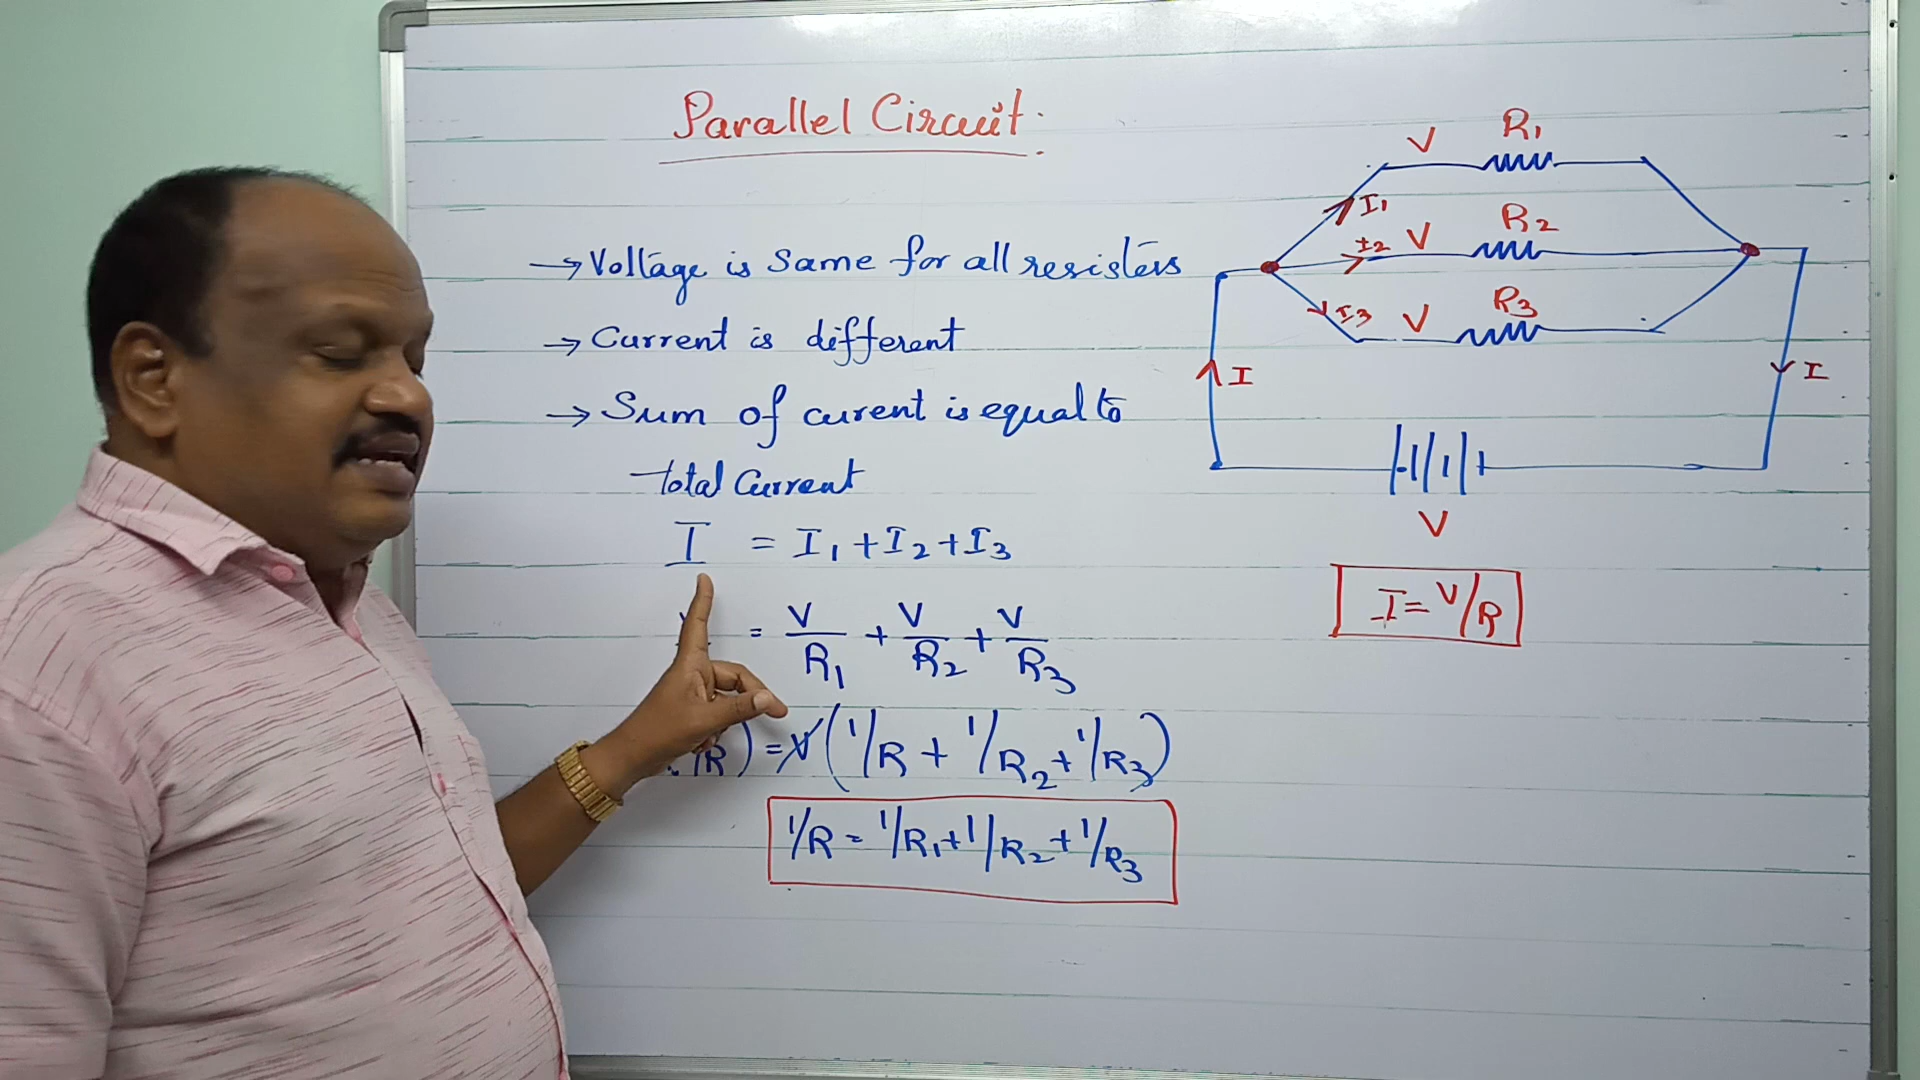 Parallel Circuit.
→ Voltage is Same for all resistors
→ Current is different
→ Sum of curent is equal to
total Current
I = I1 + I2 + I3
= V/R1 + V/R2 + V/R3
/R) = V(1/R + 1/R2 + 1/R3)
1/R = 1/R1 + 1/R2 + 1/R3
V R1
I1
I2 V R2
I3 V R3
I
I
V
I = V/R